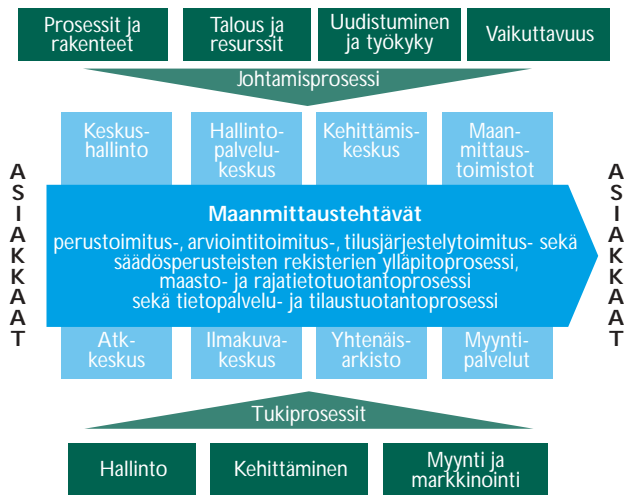 Prosessit ja
rakenteet
Talous ja
resurssit
Uudistuminen
ja työkyky
Vaikuttavuus
Johtamisprosessi
Keskus-
hallinto
Hallinto-
palvelu-
keskus
Kehittämis-
keskus
Maan-
mittaus-
toimistot
ASIAKKAAT
Maanmittaustehtävät
perustoimitus-, arviointitoimitus-, tilusjärjestelytoimitus- sekä
säädösperusteisten rekisterien ylläpitoprosessi,
maasto- ja rajatietotuotantoprosessi
sekä tietopalvelu- ja tilaustuotantoprosessi
ASIAKKAAT
Atk-
keskus
Ilmakuva-
keskus
Yhtenäis-
arkisto
Myynti-
palvelut
Tukiprosessit
Hallinto
Kehittäminen
Myynti ja
markkinointi